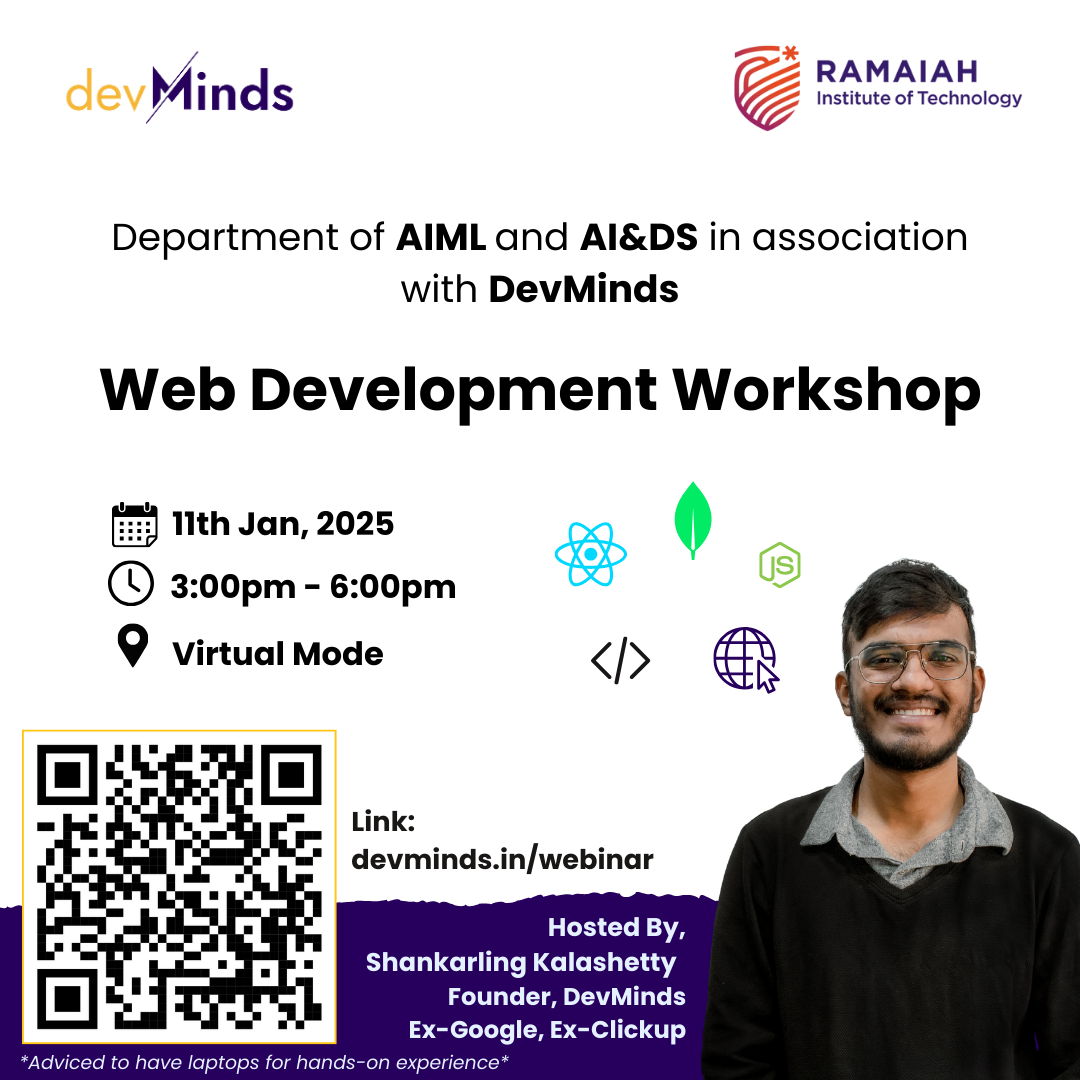 devMinds
RAMAIAH
Institute of Technology
Department of AIML and AI&DS in association
with DevMinds
Web Development Workshop
11th Jan, 2025
3:00pm - 6:00pm
Virtual Mode
JS
Link:
devminds.in/webinar
Hosted By,
Shankarling Kalashetty
Founder, DevMinds
Ex-Google, Ex-Clickup
*Adviced to have laptops for hands-on experience*